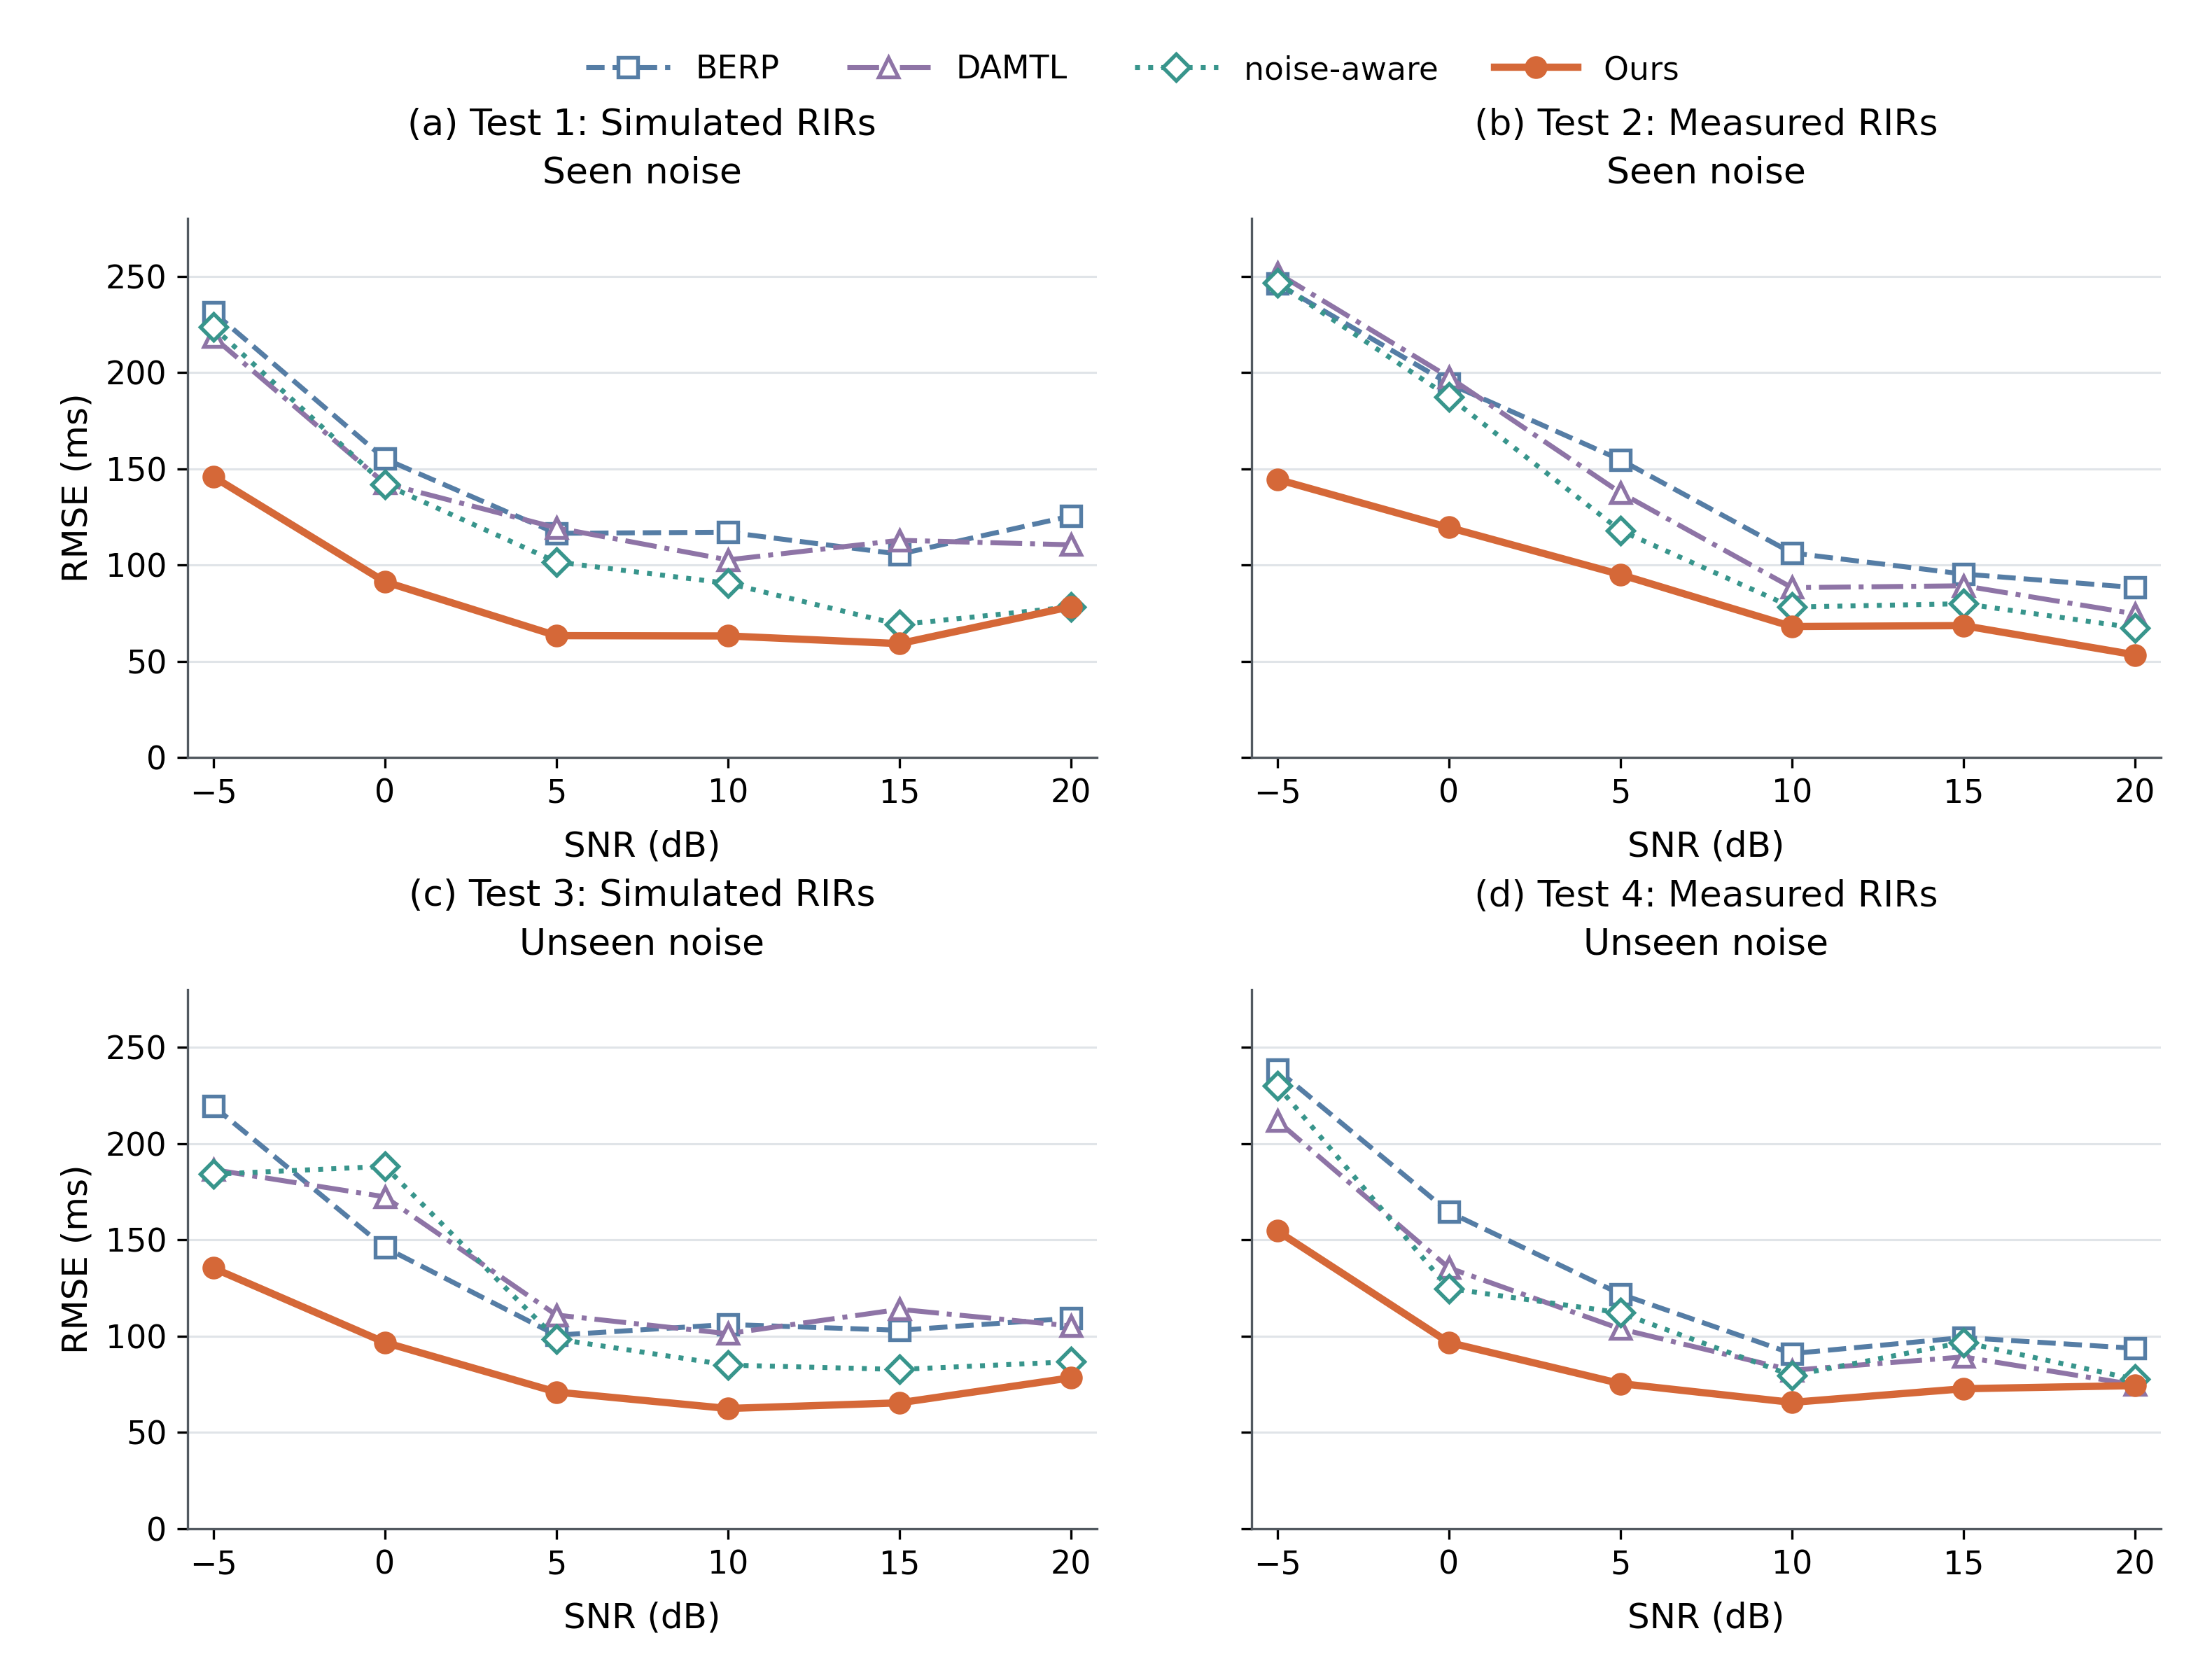 BERP DAMTL noise-aware Ours
(a) Test 1: Simulated RIRs
Seen noise
RMSE (ms)
250
200
150
100
50
0
−5 0 5 10 15 20
SNR (dB)
(b) Test 2: Measured RIRs
Seen noise
−5 0 5 10 15 20
SNR (dB)
(c) Test 3: Simulated RIRs
Unseen noise
RMSE (ms)
250
200
150
100
50
0
−5 0 5 10 15 20
SNR (dB)
(d) Test 4: Measured RIRs
Unseen noise
−5 0 5 10 15 20
SNR (dB)